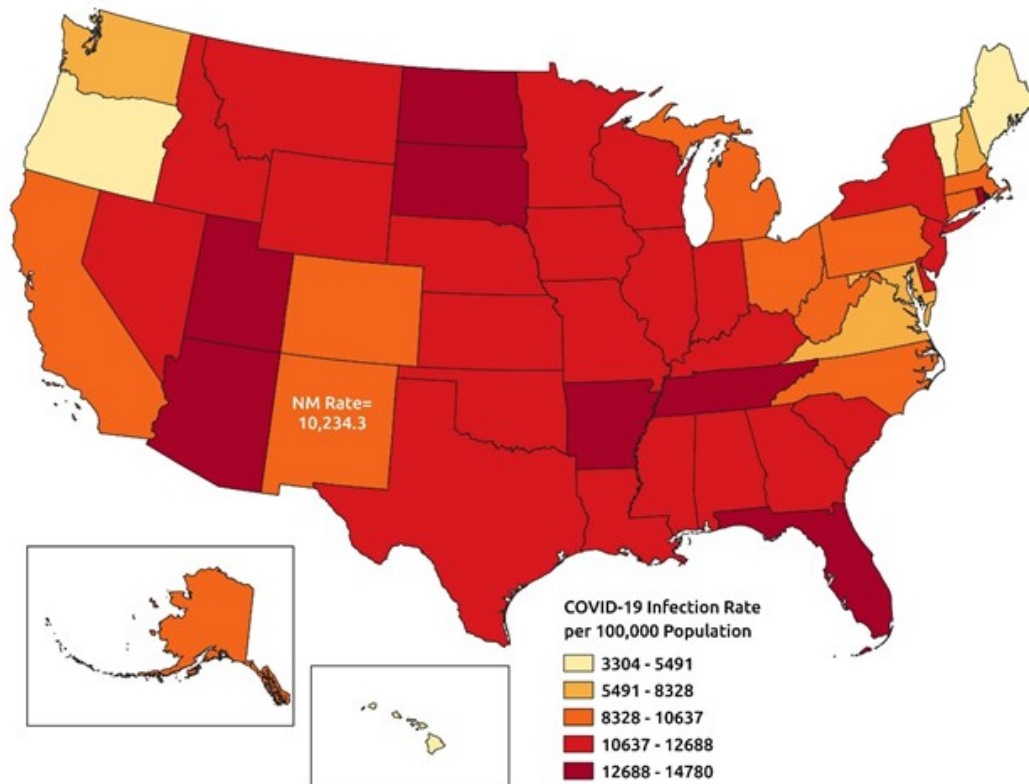 NM Rate=
10,234.3
COVID-19 Infection Rate
per 100,000 Population
3304 - 5491
5491 - 8328
8328 - 10637
10637 - 12688
12688 - 14780